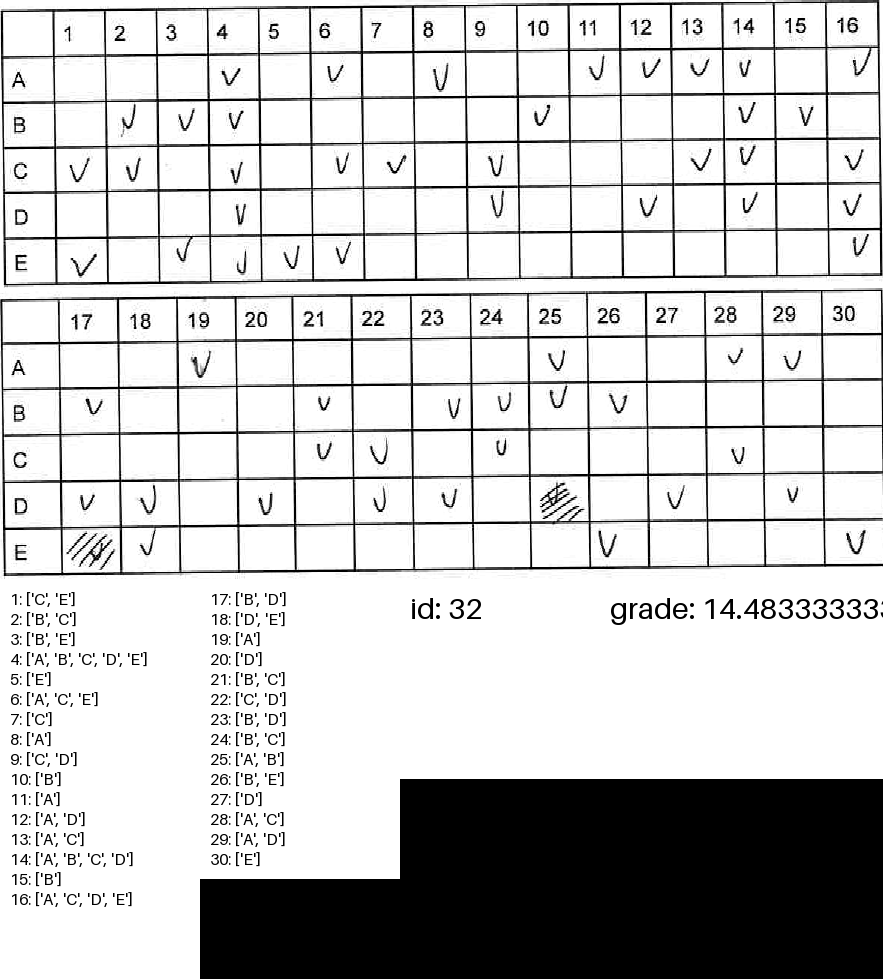 1 2 3 4 5 6 7 8 9 10 11 12 13 14 15 16
A V V V V V V V V
B V V V V V V
C V V V V V V V V V
D V V V V V
E V V V V V V
17 18 19 20 21 22 23 24 25 26 27 28 29 30
A V V V V
B V V V V V V
C V V V V
D V V V V V V V
E V V V
1: ['C', 'E']
2: ['B', 'C']
3: ['B', 'E']
4: ['A', 'B', 'C', 'D', 'E']
5: ['E']
6: ['A', 'C', 'E']
7: ['C']
8: ['A']
9: ['C', 'D']
10: ['B']
11: ['A']
12: ['A', 'D']
13: ['A', 'C']
14: ['A', 'B', 'C', 'D']
15: ['B']
16: ['A', 'C', 'D', 'E']
17: ['B', 'D']
18: ['D', 'E']
19: ['A']
20: ['D']
21: ['B', 'C']
22: ['C', 'D']
23: ['B', 'D']
24: ['B', 'C']
25: ['A', 'B']
26: ['B', 'E']
27: ['D']
28: ['A', 'C']
29: ['A', 'D']
30: ['E']
id: 32
grade: 14.483333333